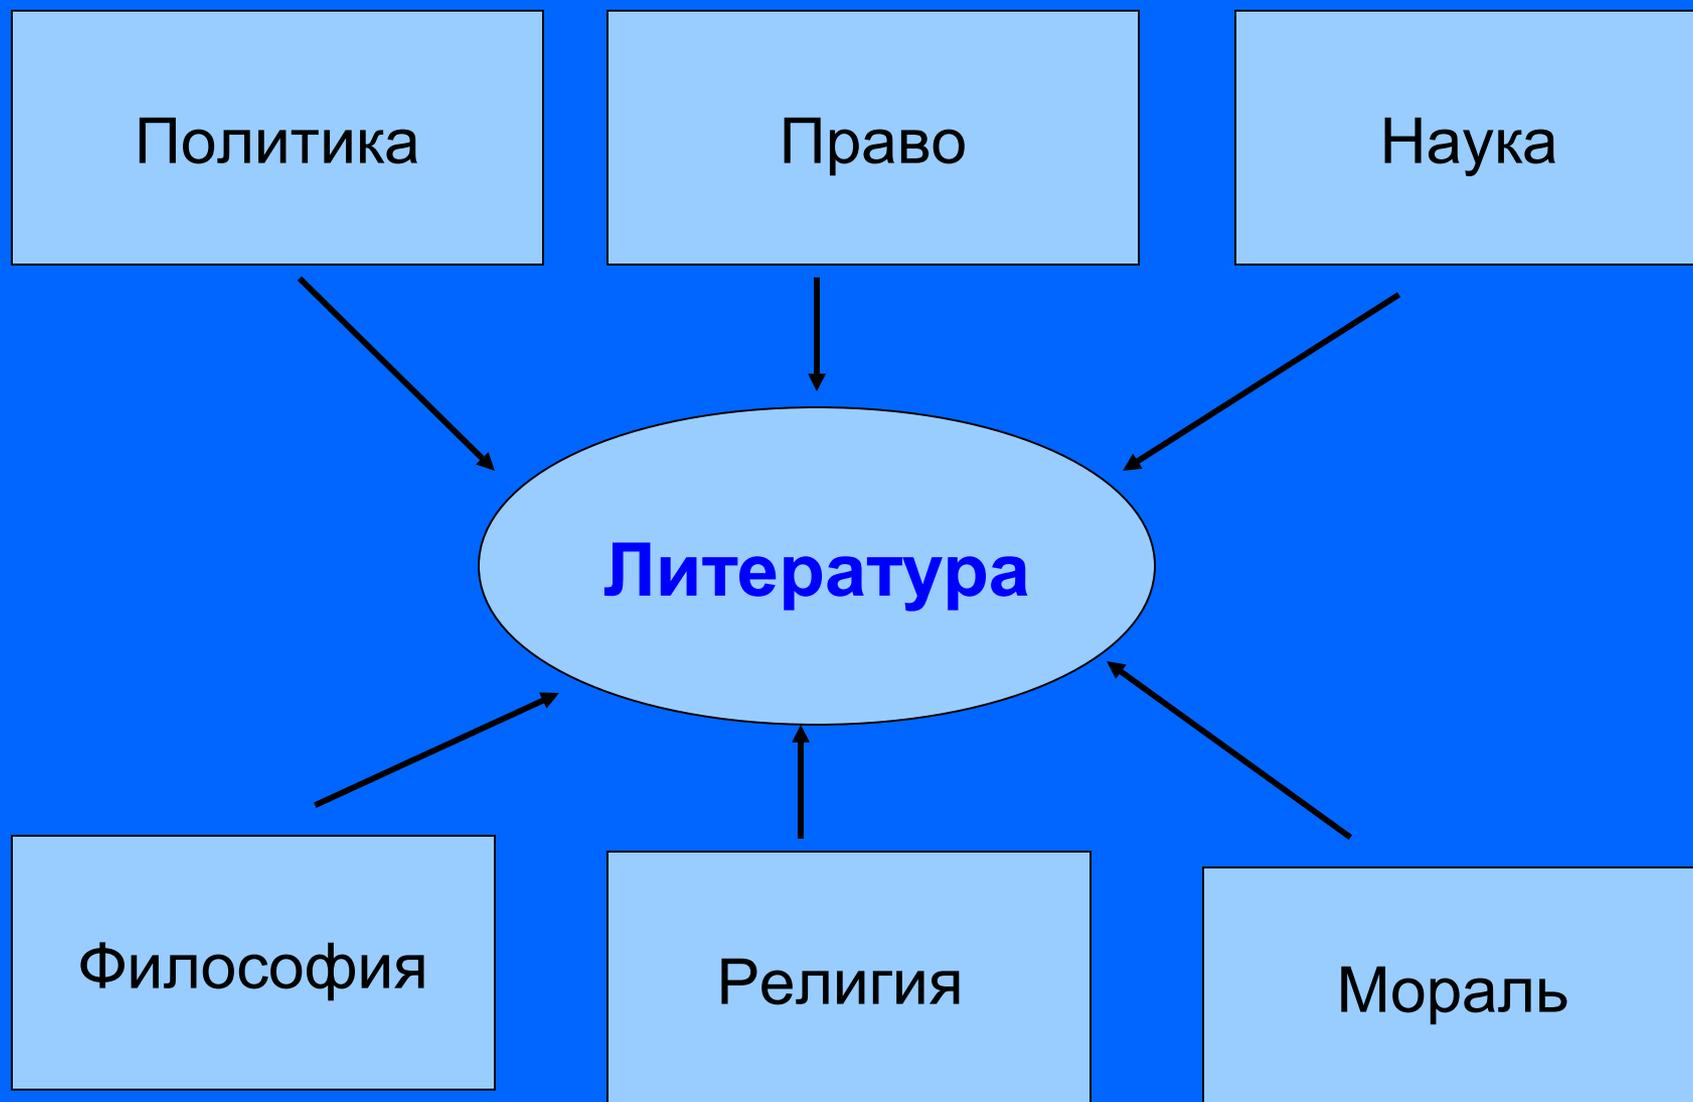 Политика
Право
Наука
Литература
Философия
Религия
Мораль